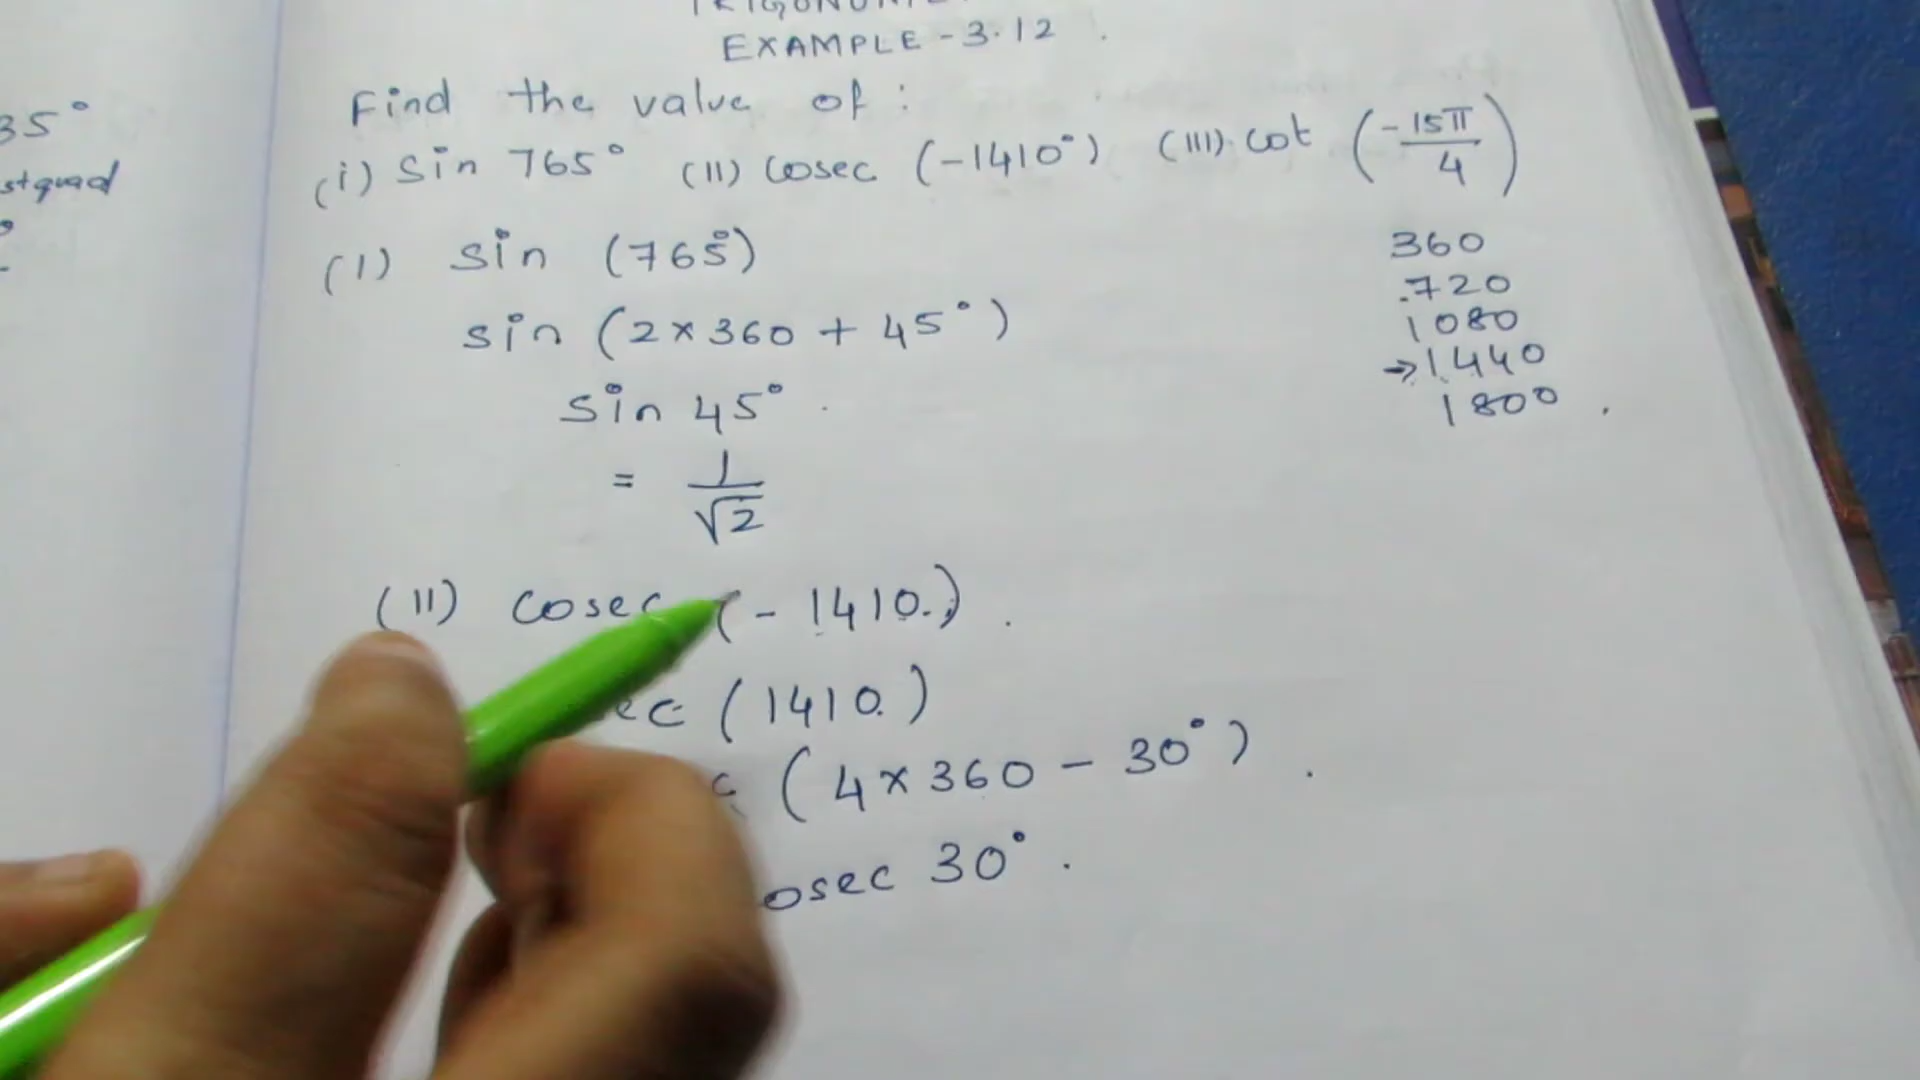 35°
st quad
EXAMPLE - 3.12
Find the value of :
(i) Sin 765° (II) Cosec (-1410°) (III) cot (-15π/4)
(I) Sin (765°)
Sin (2×360 + 45°)
Sin 45°
= 1/√2
(II) Cosec (- 1410.)
ec (1410.)
c (4×360 - 30°)
osec 30°.
360
720
1080
→1440
1800